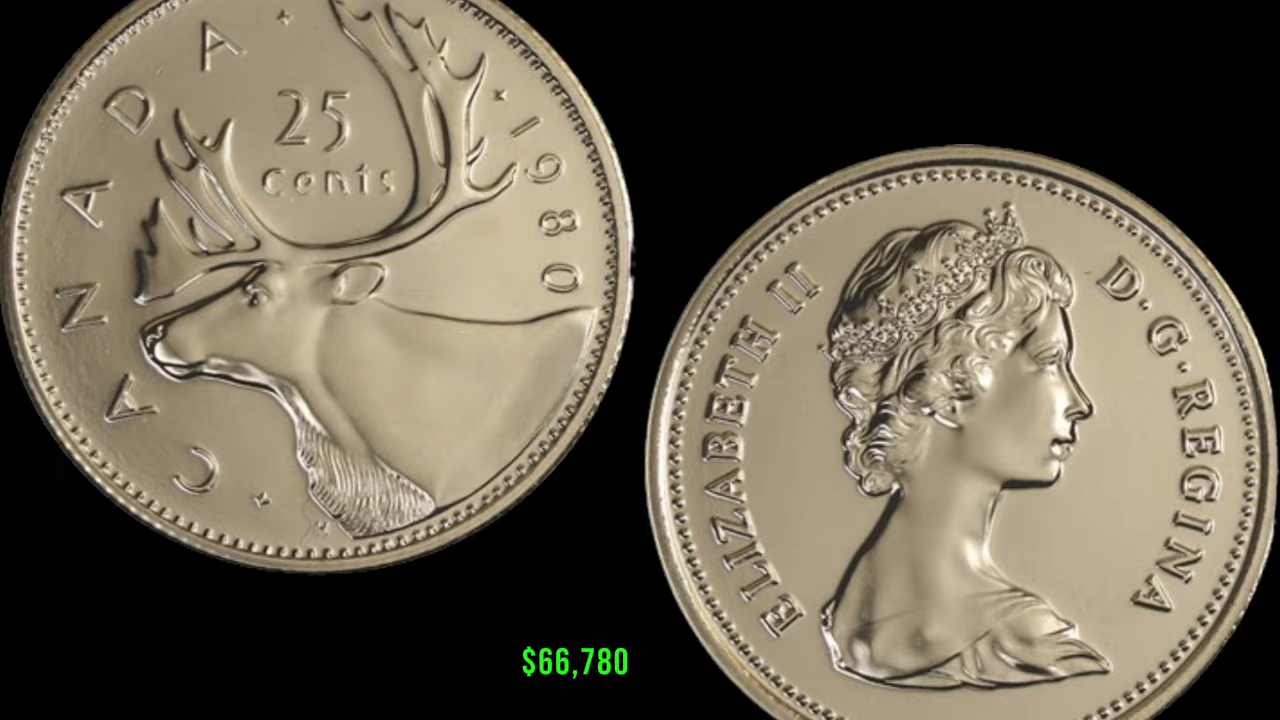 CANADA
25
Cents
1980
ELIZABETH II
D·G·REGINA
$66,780